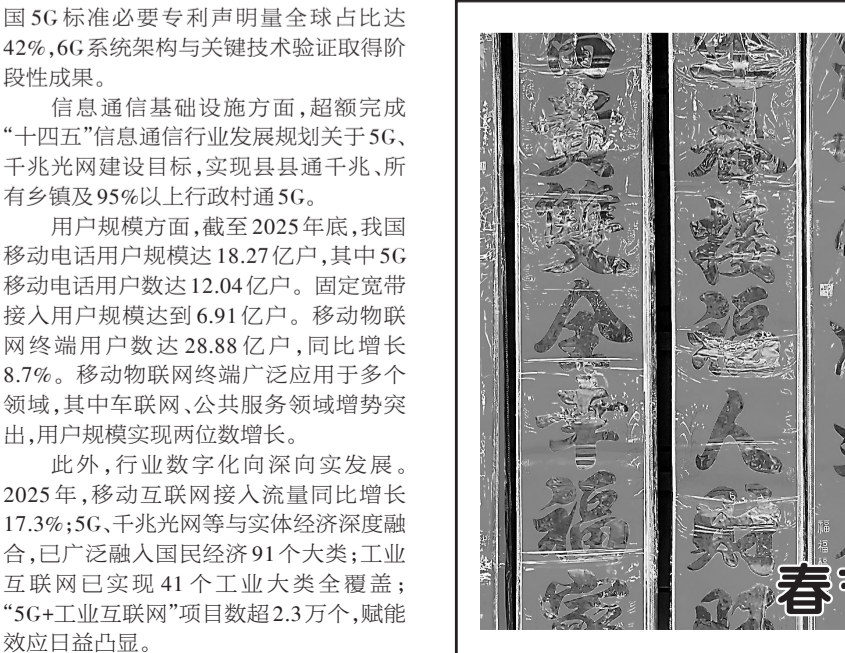 国5G标准必要专利声明量全球占比达
42%,6G系统架构与关键技术验证取得阶
段性成果。
信息通信基础设施方面,超额完成
“十四五”信息通信行业发展规划关于5G、
千兆光网建设目标,实现县县通千兆、所
有乡镇及95%以上行政村通5G。
用户规模方面,截至2025年底,我国
移动电话用户规模达18.27亿户,其中5G
移动电话用户数达12.04亿户。固定宽带
接入用户规模达到6.91亿户。移动物联
网终端用户数达28.88亿户,同比增长
8.7%。移动物联网终端广泛应用于多个
领域,其中车联网、公共服务领域增势突
出,用户规模实现两位数增长。
此外,行业数字化向深向实发展。
2025年,移动互联网接入流量同比增长
17.3%;5G、千兆光网等与实体经济深度融
合,已广泛融入国民经济91个大类;工业
互联网已实现41个工业大类全覆盖;
“5G+工业互联网”项目数超2.3万个,赋能
效应日益凸显。
春